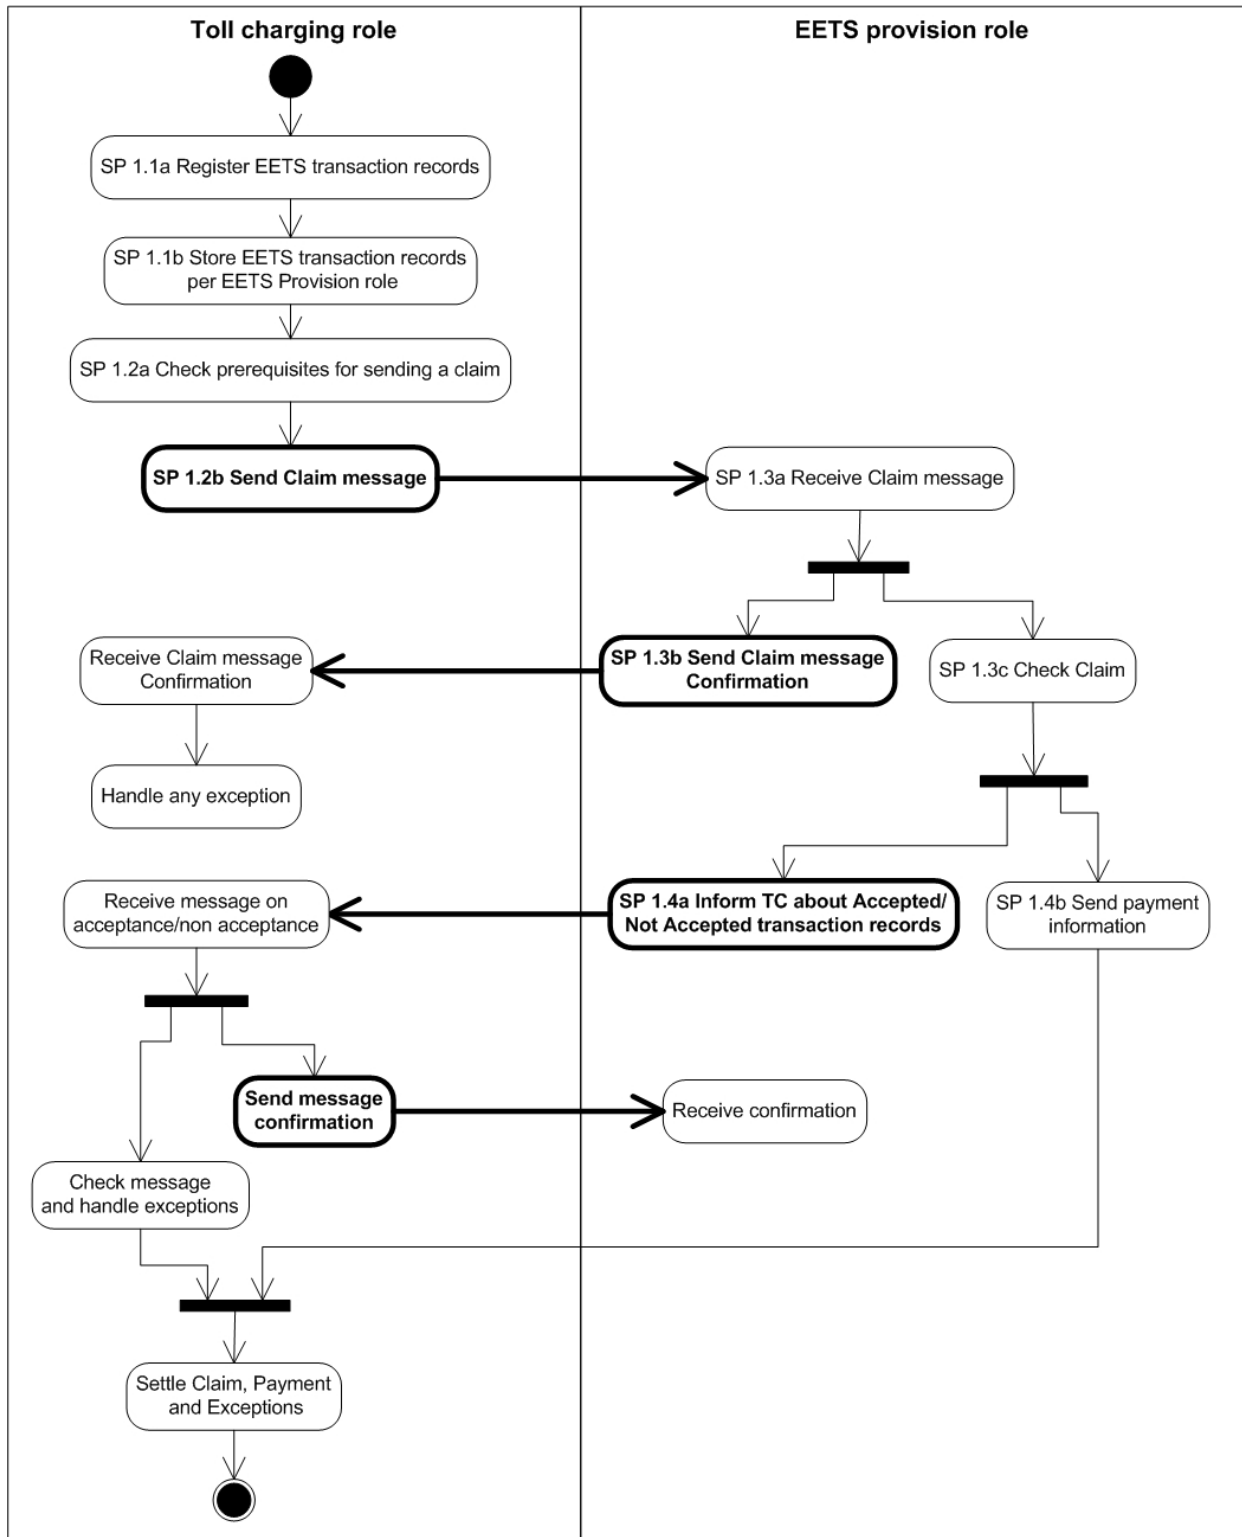 Toll charging role
EETS provision role
SP 1.1a Register EETS transaction records
SP 1.1b Store EETS transaction records
per EETS Provision role
SP 1.2a Check prerequisites for sending a claim
SP 1.2b Send Claim message
SP 1.3a Receive Claim message
Receive Claim message
Confirmation
SP 1.3b Send Claim message
Confirmation
SP 1.3c Check Claim
Handle any exception
Receive message on
acceptance/non acceptance
SP 1.4a Inform TC about Accepted/
Not Accepted transaction records
SP 1.4b Send payment
information
Send message
confirmation
Receive confirmation
Check message
and handle exceptions
Settle Claim, Payment
and Exceptions